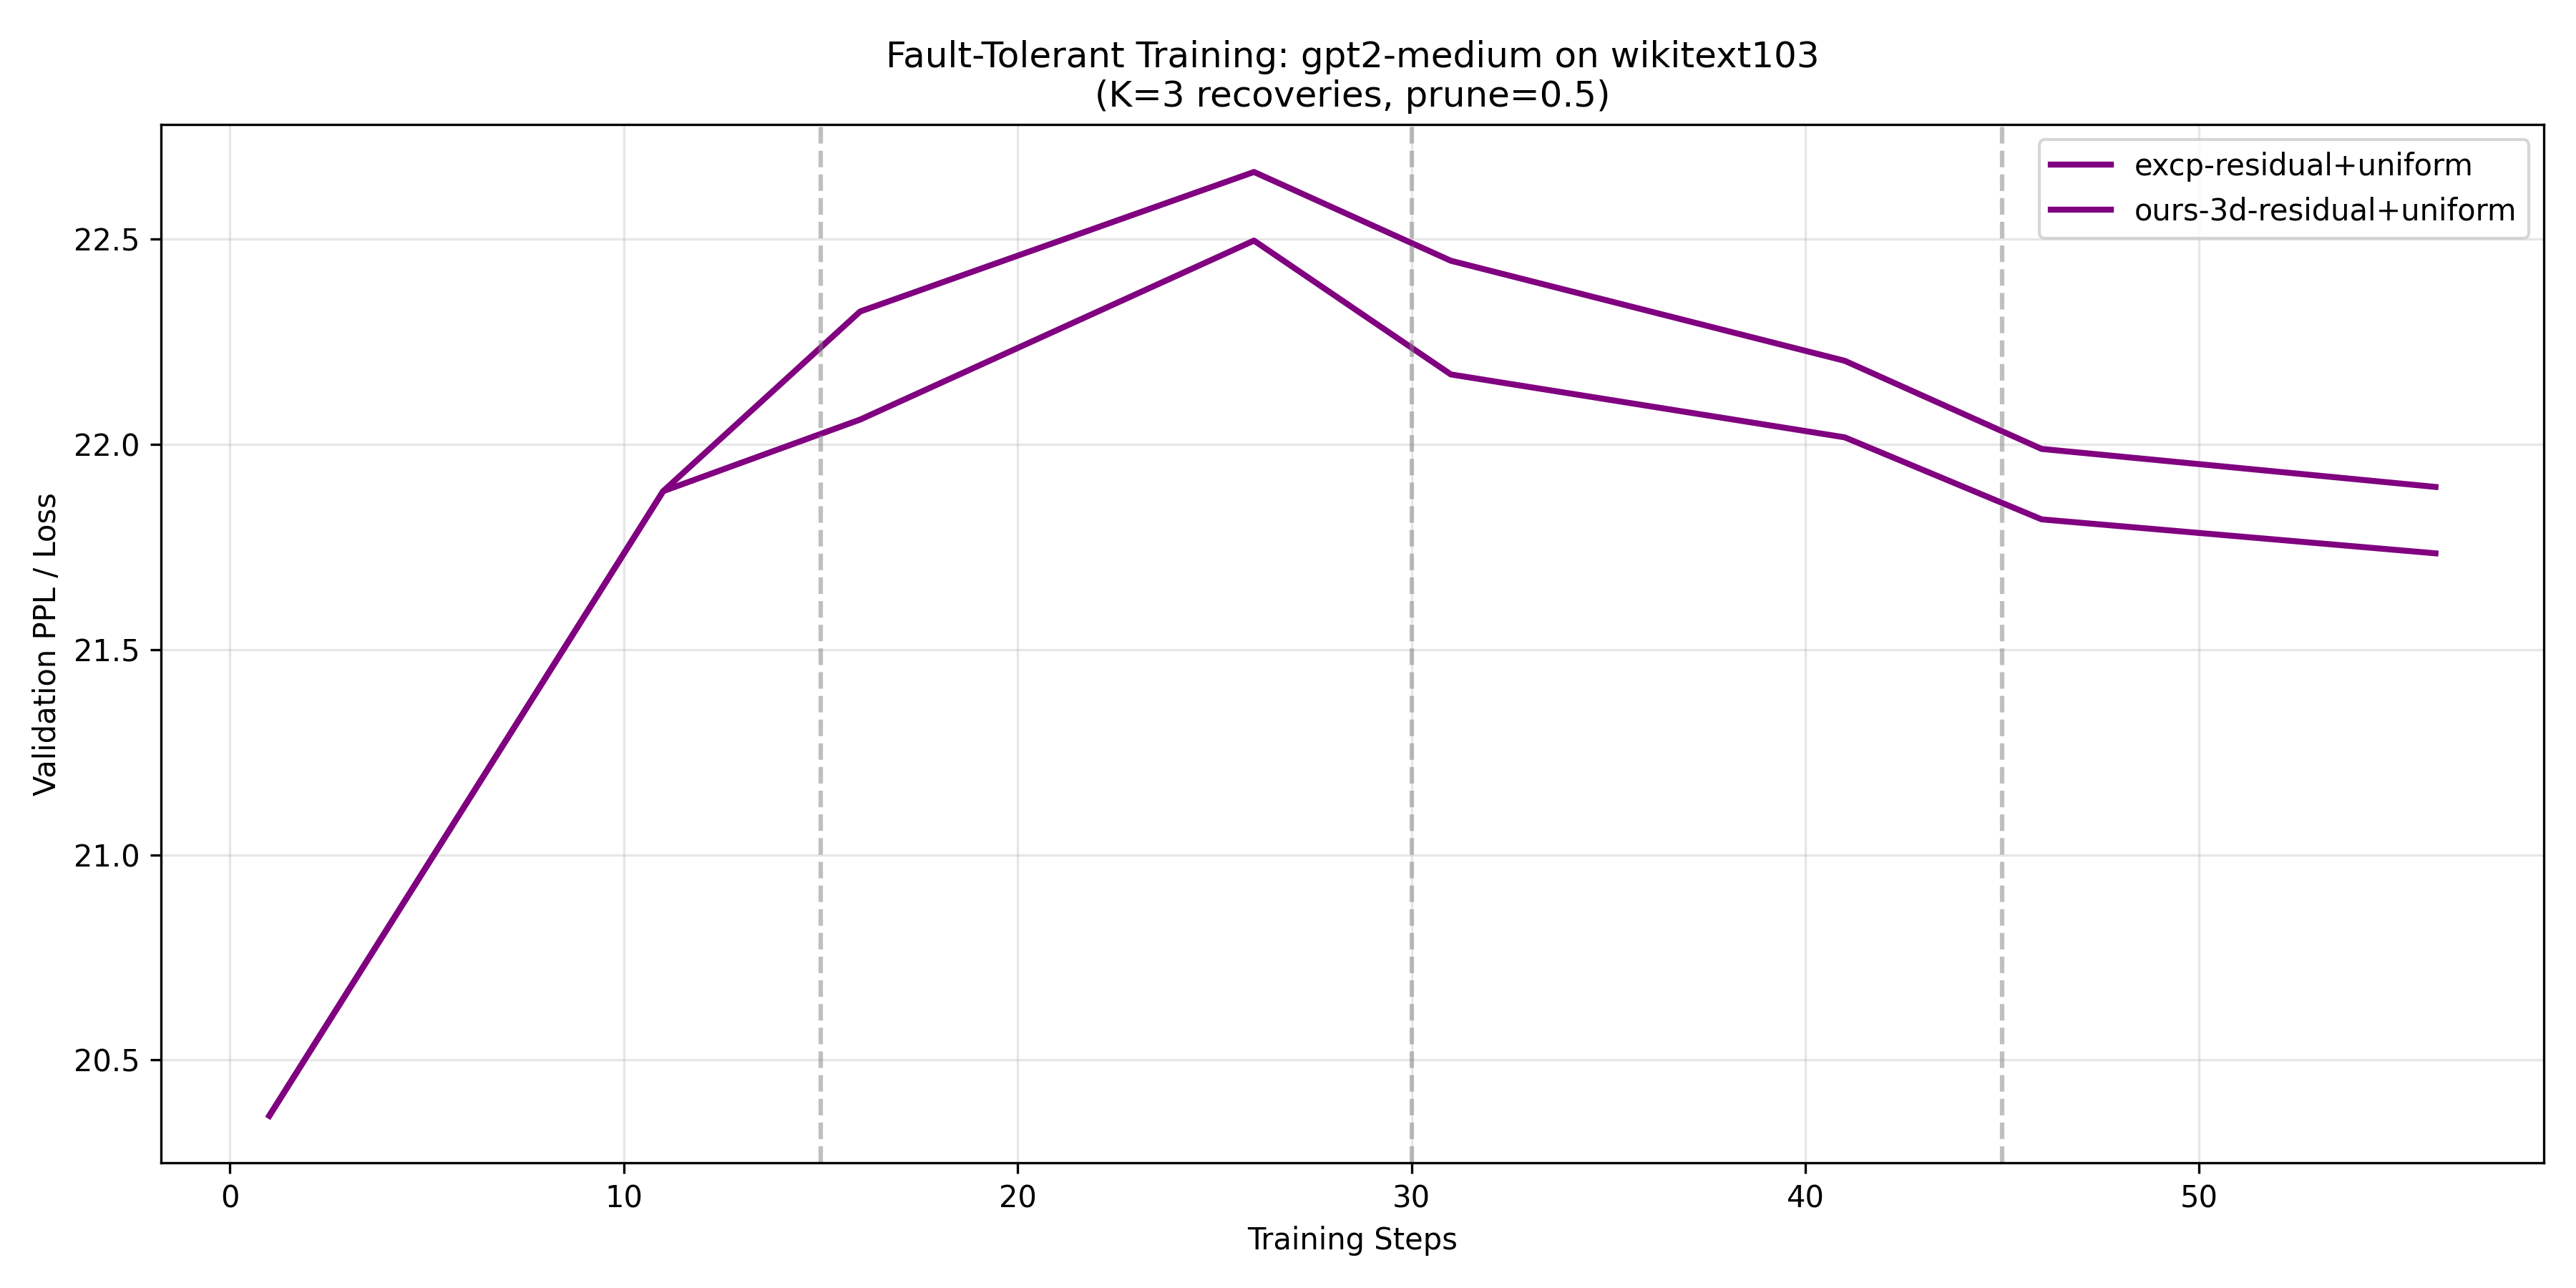 Fault-Tolerant Training: gpt2-medium on wikitext103
(K=3 recoveries, prune=0.5)
excp-residual+uniform
ours-3d-residual+uniform
Validation PPL / Loss
22.5
22.0
21.5
21.0
20.5
0
10
20
30
40
50
Training Steps